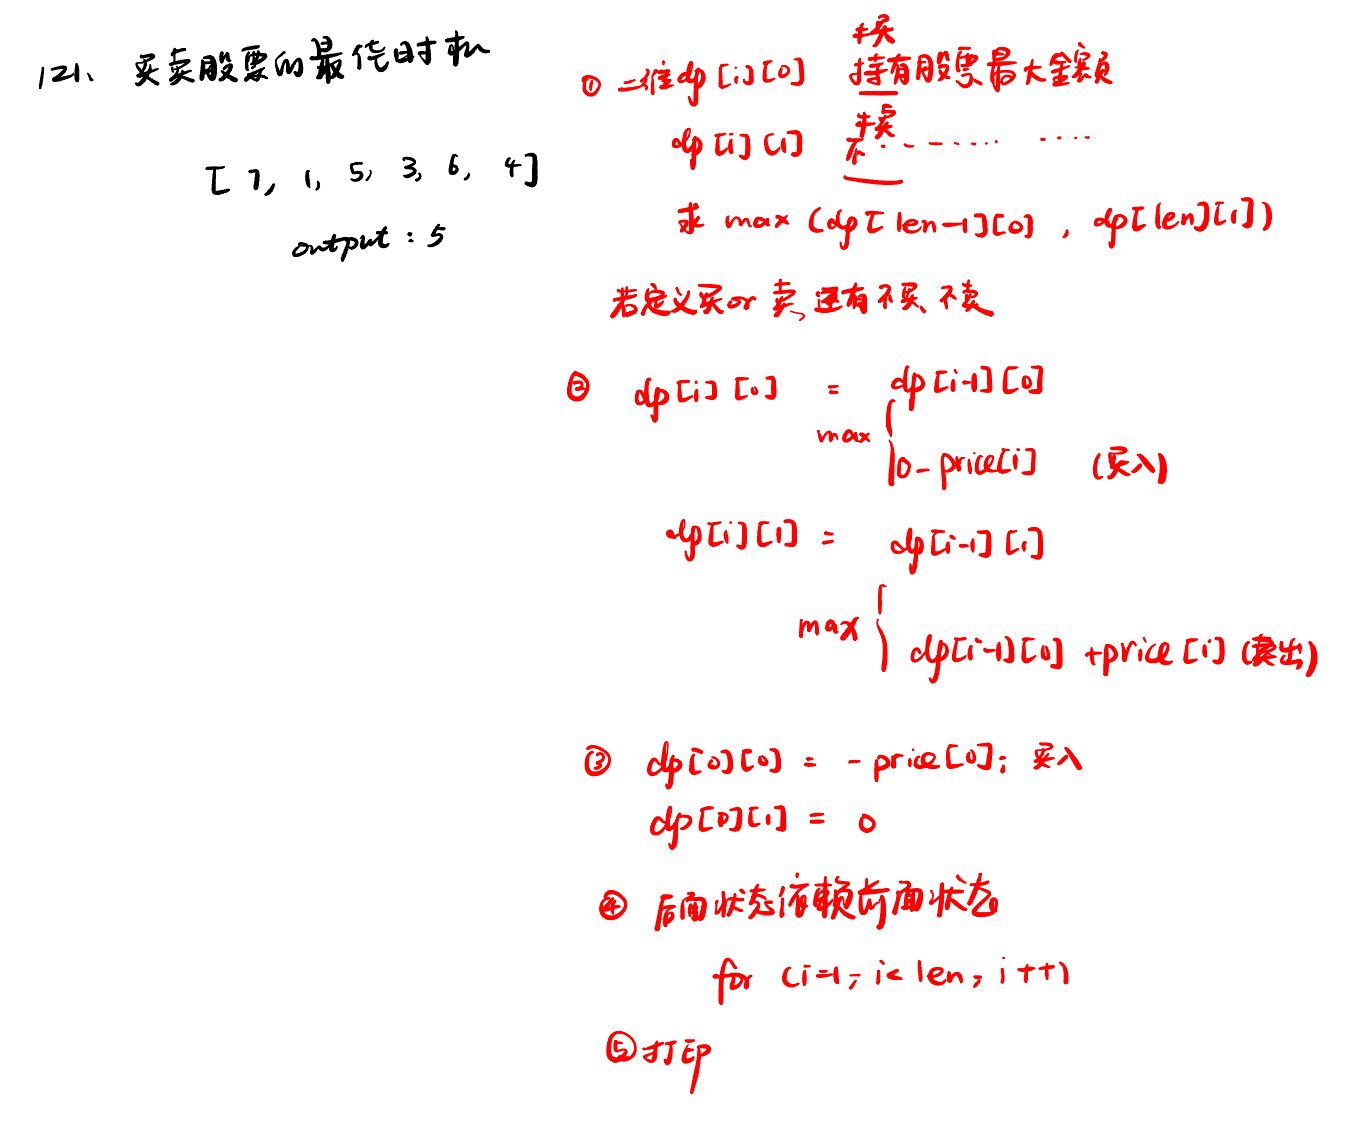 121、买卖股票的最佳时机
[7, 1, 5, 3, 6, 4]
output : 5
≠买
① 二维dp[i][0] 持有股票最大金额
≠卖
dp[i][1] 不·········· ····
求 max (dp[len-1][0] , dp[len][1])
若定义买or 卖,还有不买,不卖
② dp[i][0] = dp[i-1][0]
max
0-price[i] (买入)
dp[i][1] = dp[i-1][1]
max
dp[i-1][0] +price[i] (卖出)
③ dp[0][0] = -price[0]; 买入
dp[0][1] = 0
④ 后面状态依赖前面状态
for (i=1; i<len; i++)
⑤打印